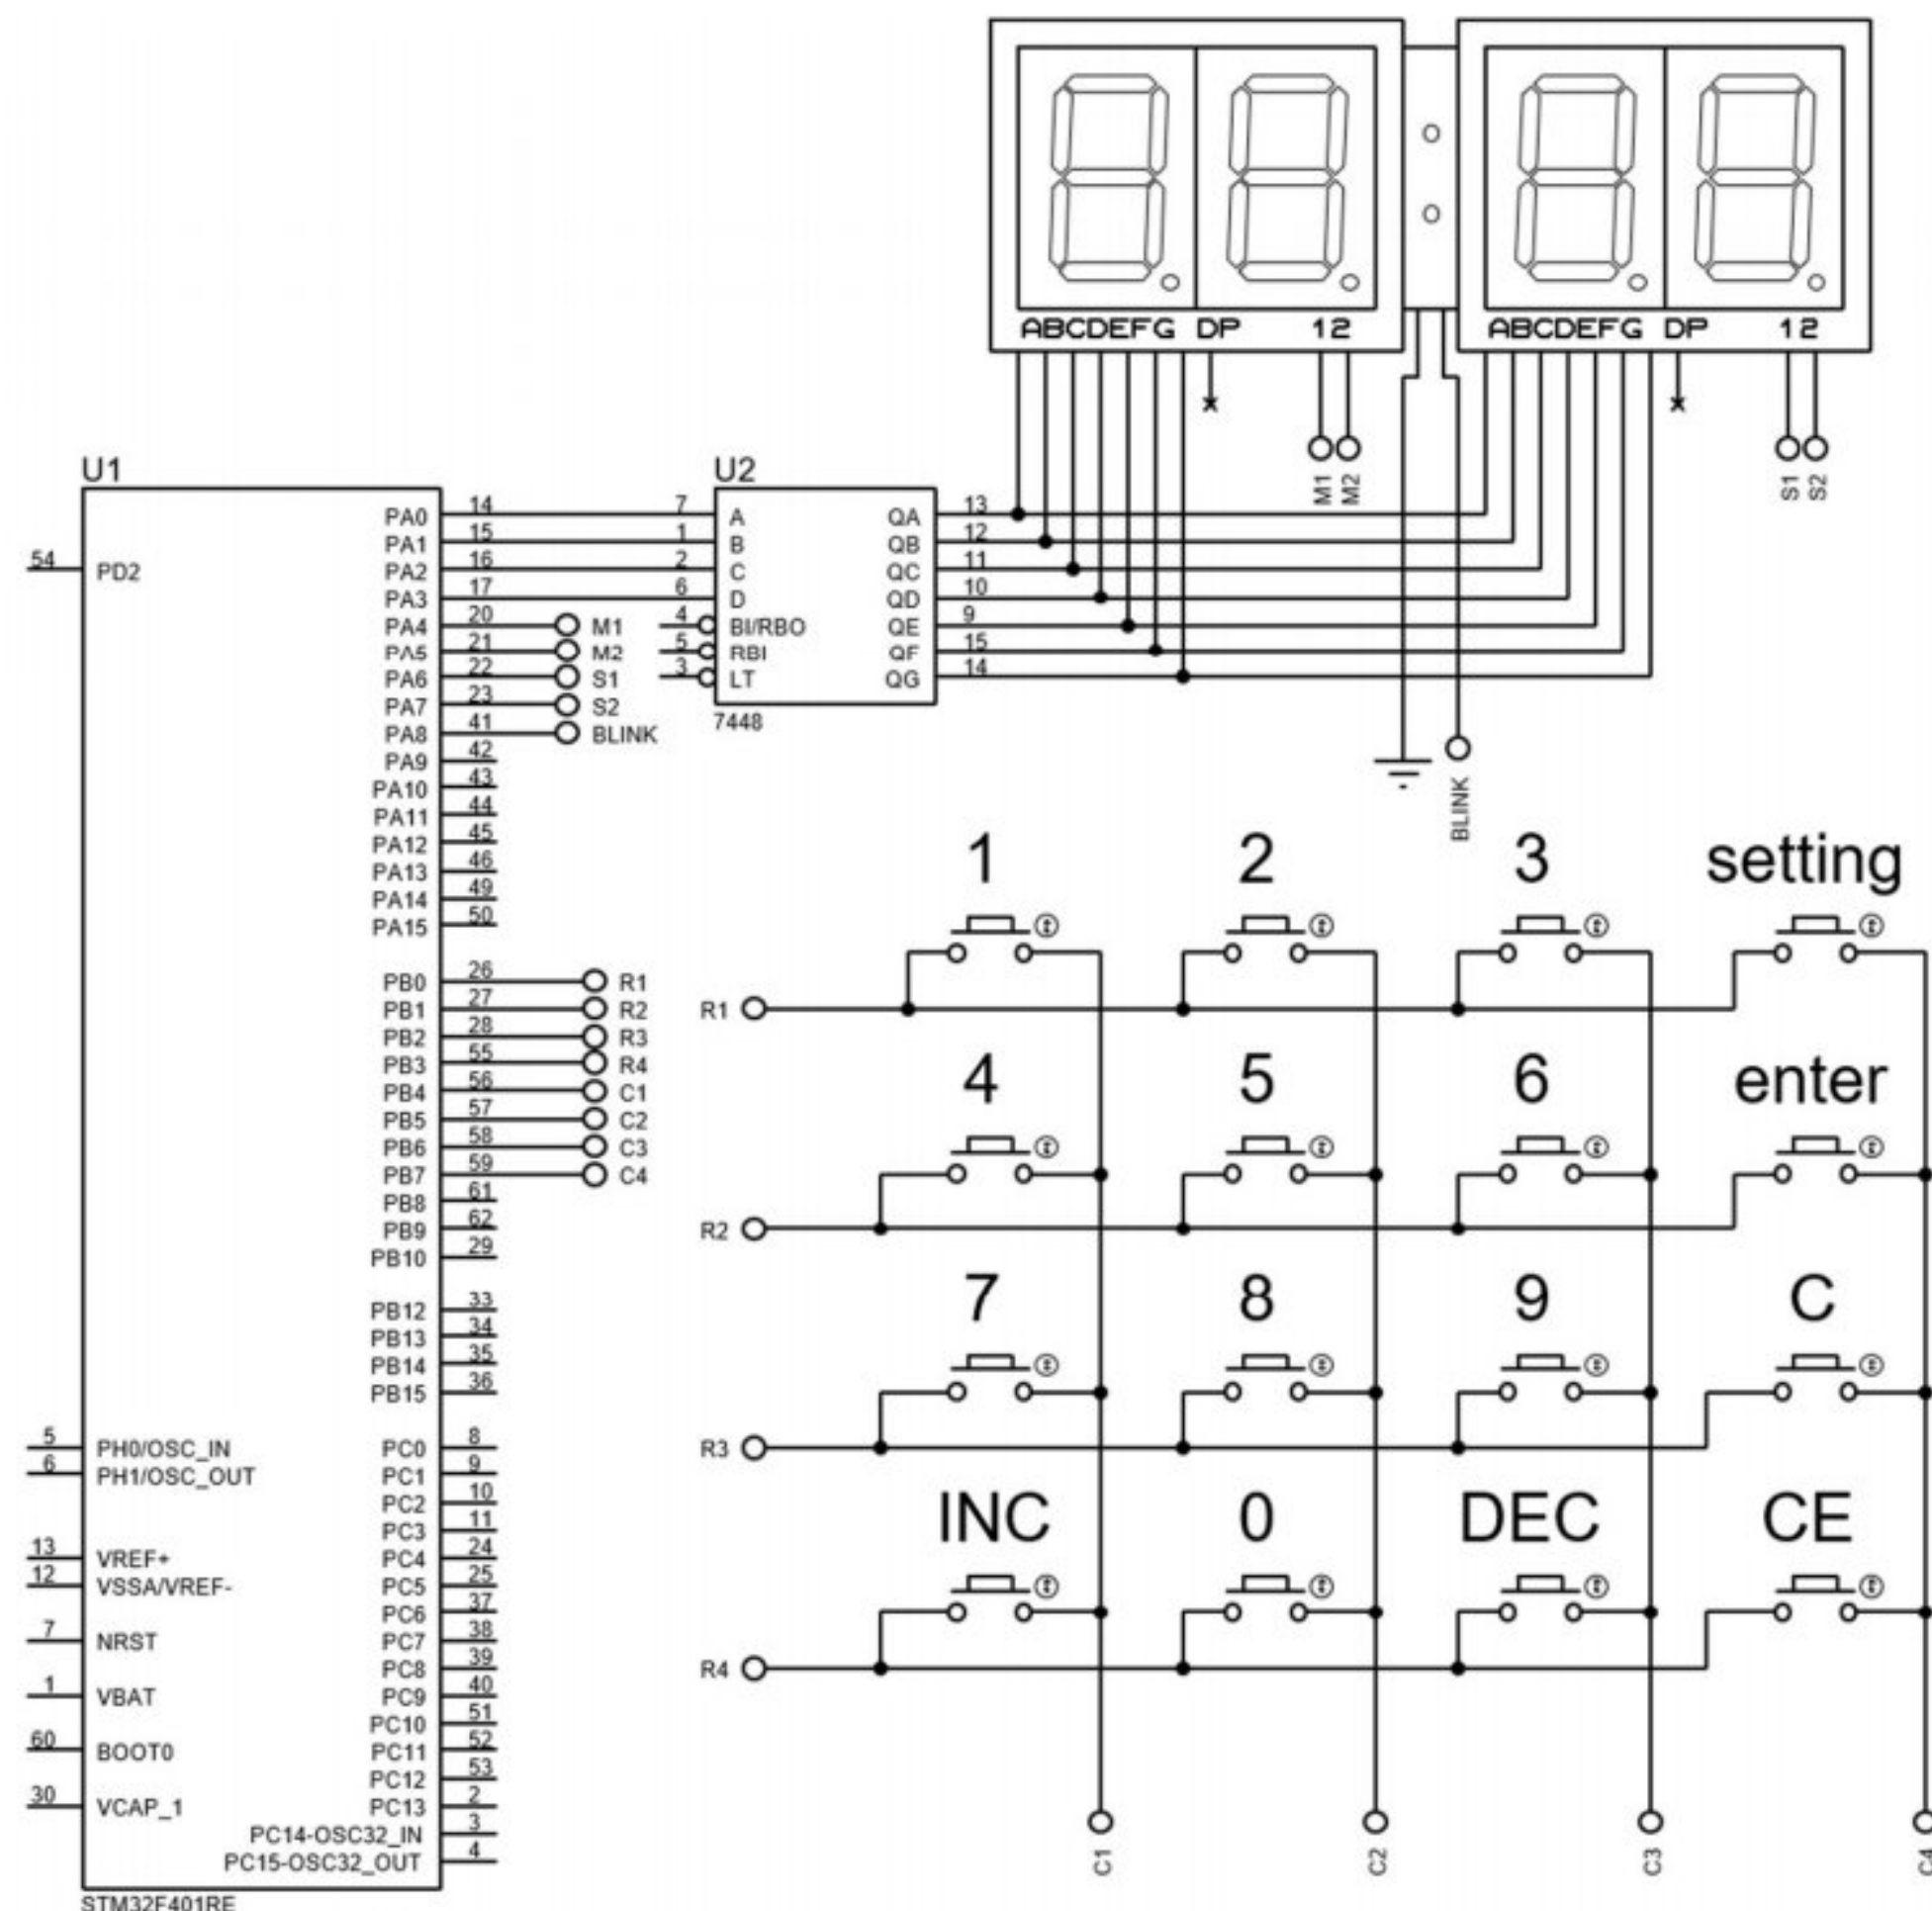 ABCDEFG DP 12
ABCDEFG DP 12
M1
M2
S1
S2
BLINK
U1
54 PD2
5 PH0/OSC_IN
6 PH1/OSC_OUT
13 VREF+
12 VSSA/VREF-
7 NRST
1 VBAT
60 BOOT0
30 VCAP_1
PA0 14
PA1 15
PA2 16
PA3 17
PA4 20 M1
PA5 21 M2
PA6 22 S1
PA7 23 S2
PA8 41 BLINK
PA9 42
PA10 43
PA11 44
PA12 45
PA13 46
PA14 49
PA15 50
PB0 26 R1
PB1 27 R2
PB2 28 R3
PB3 55 R4
PB4 56 C1
PB5 57 C2
PB6 58 C3
PB7 59 C4
PB8 61
PB9 62
PB10 29
PB12 33
PB13 34
PB14 35
PB15 36
PC0 8
PC1 9
PC2 10
PC3 11
PC4 24
PC5 25
PC6 37
PC7 38
PC8 39
PC9 40
PC10 51
PC11 52
PC12 53
PC13 2
PC14-OSC32_IN 3
PC15-OSC32_OUT 4
STM32F401RE
U2
7 A QA 13
1 B QB 12
2 C QC 11
6 D QD 10
4 BI/RBO QE 9
5 RBI QF 15
3 LT QG 14
7448
1 2 3 setting
R1
4 5 6 enter
R2
7 8 9 C
R3
INC 0 DEC CE
R4
C1
C2
C3
C4